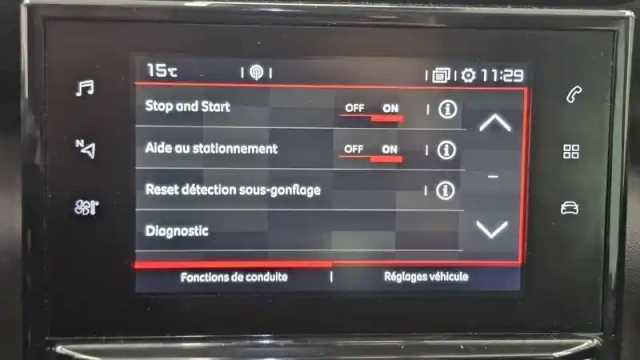 15°C 11:29
Stop and Start OFF ON i
Aide au stationnement OFF ON i
Reset détection sous-gonflage i
Diagnostic
Fonctions de conduite Réglages véhicule
N